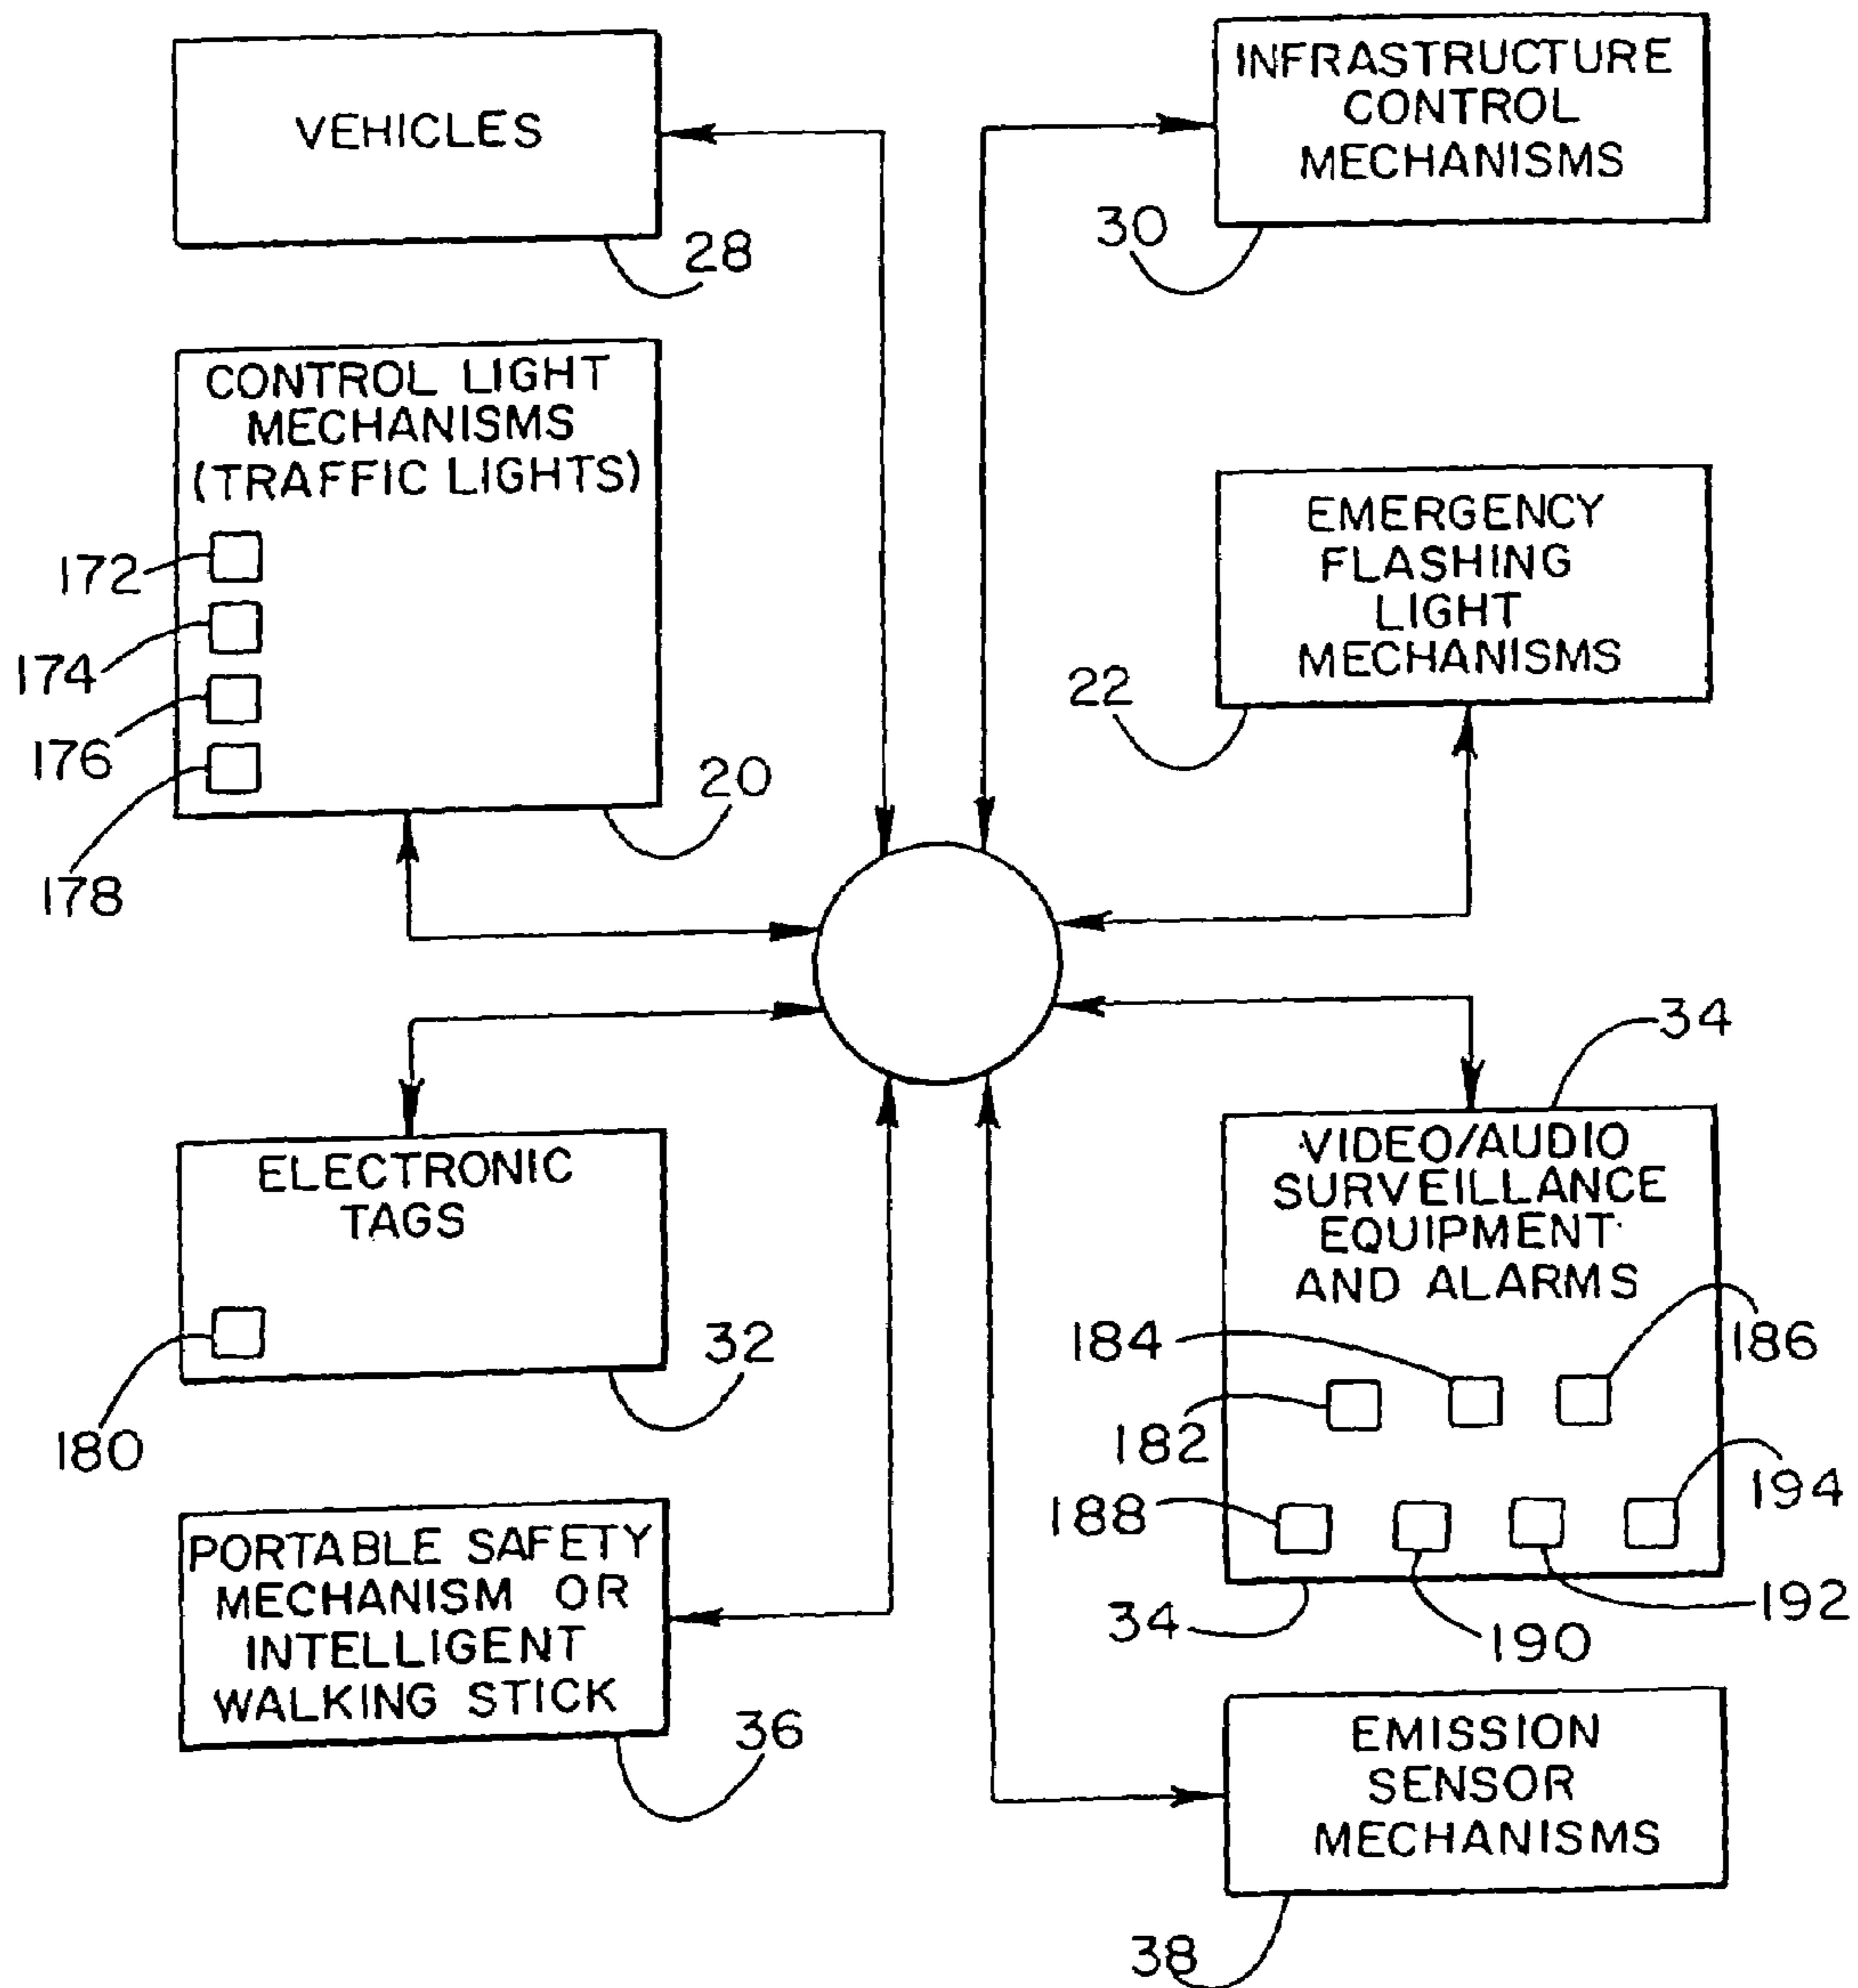 VEHICLES
28
INFRASTRUCTURE
CONTROL
MECHANISMS
30
CONTROL LIGHT
MECHANISMS
(TRAFFIC LIGHTS)
172
174
176
178
20
EMERGENCY
FLASHING
LIGHT
MECHANISMS
22
ELECTRONIC
TAGS
180
32
34
VIDEO/AUDIO
SURVEILLANCE
EQUIPMENT
AND ALARMS
184
186
182
188
194
34
190
192
PORTABLE SAFETY
MECHANISM OR
INTELLIGENT
WALKING STICK
36
EMISSION
SENSOR
MECHANISMS
38